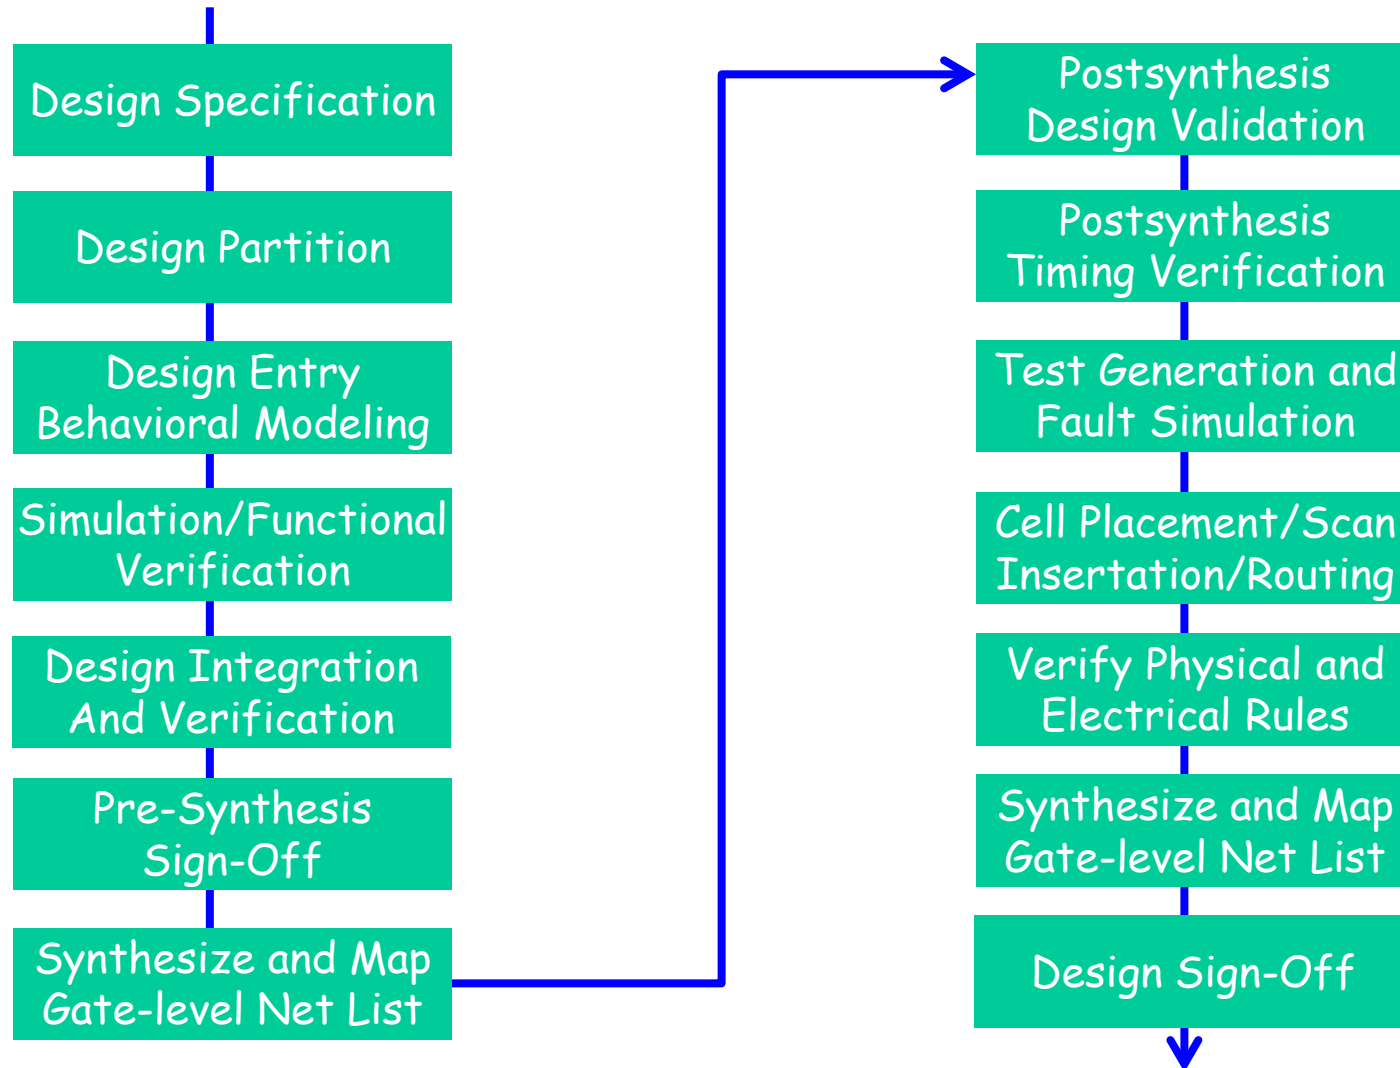 Design Specification
Design Partition
Design Entry
Behavioral Modeling
Simulation/Functional
Verification
Design Integration
And Verification
Pre-Synthesis
Sign-Off
Synthesize and Map
Gate-level Net List
Postsynthesis
Design Validation
Postsynthesis
Timing Verification
Test Generation and
Fault Simulation
Cell Placement/Scan
Insertation/Routing
Verify Physical and
Electrical Rules
Synthesize and Map
Gate-level Net List
Design Sign-Off